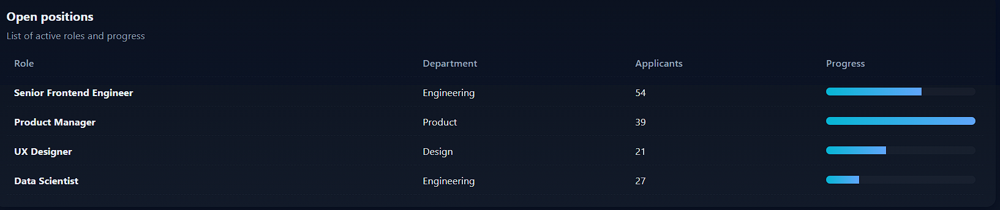 Open positions
List of active roles and progress
Role Department Applicants Progress
Senior Frontend Engineer Engineering 54
Product Manager Product 39
UX Designer Design 21
Data Scientist Engineering 27